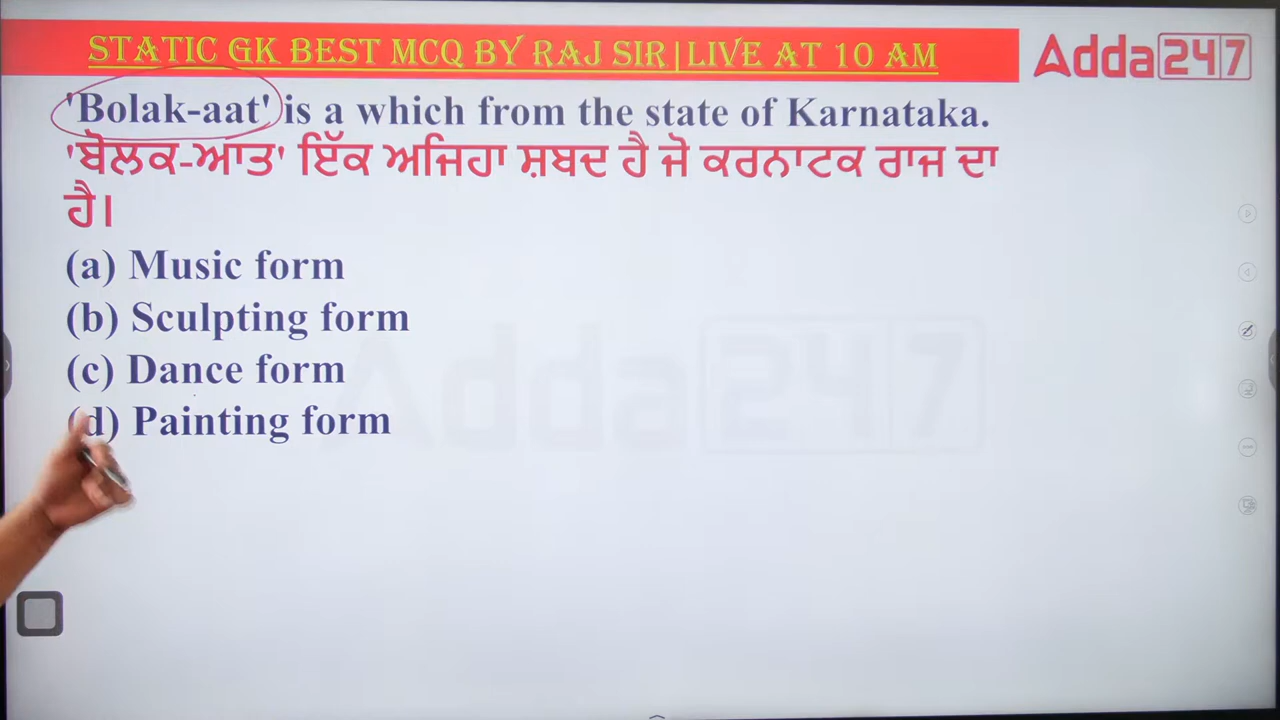 STATIC GK BEST MCQ BY RAJ SIR|LIVE AT 10 AM
Adda247
'Bolak-aat' is a which from the state of Karnataka.
'ਬੋਲਕ-ਆਤ' ਇੱਕ ਅਜਿਹਾ ਸ਼ਬਦ ਹੈ ਜੋ ਕਰਨਾਟਕ ਰਾਜ ਦਾ
ਹੈ।
(a) Music form
(b) Sculpting form
(c) Dance form
(d) Painting form
Adda247